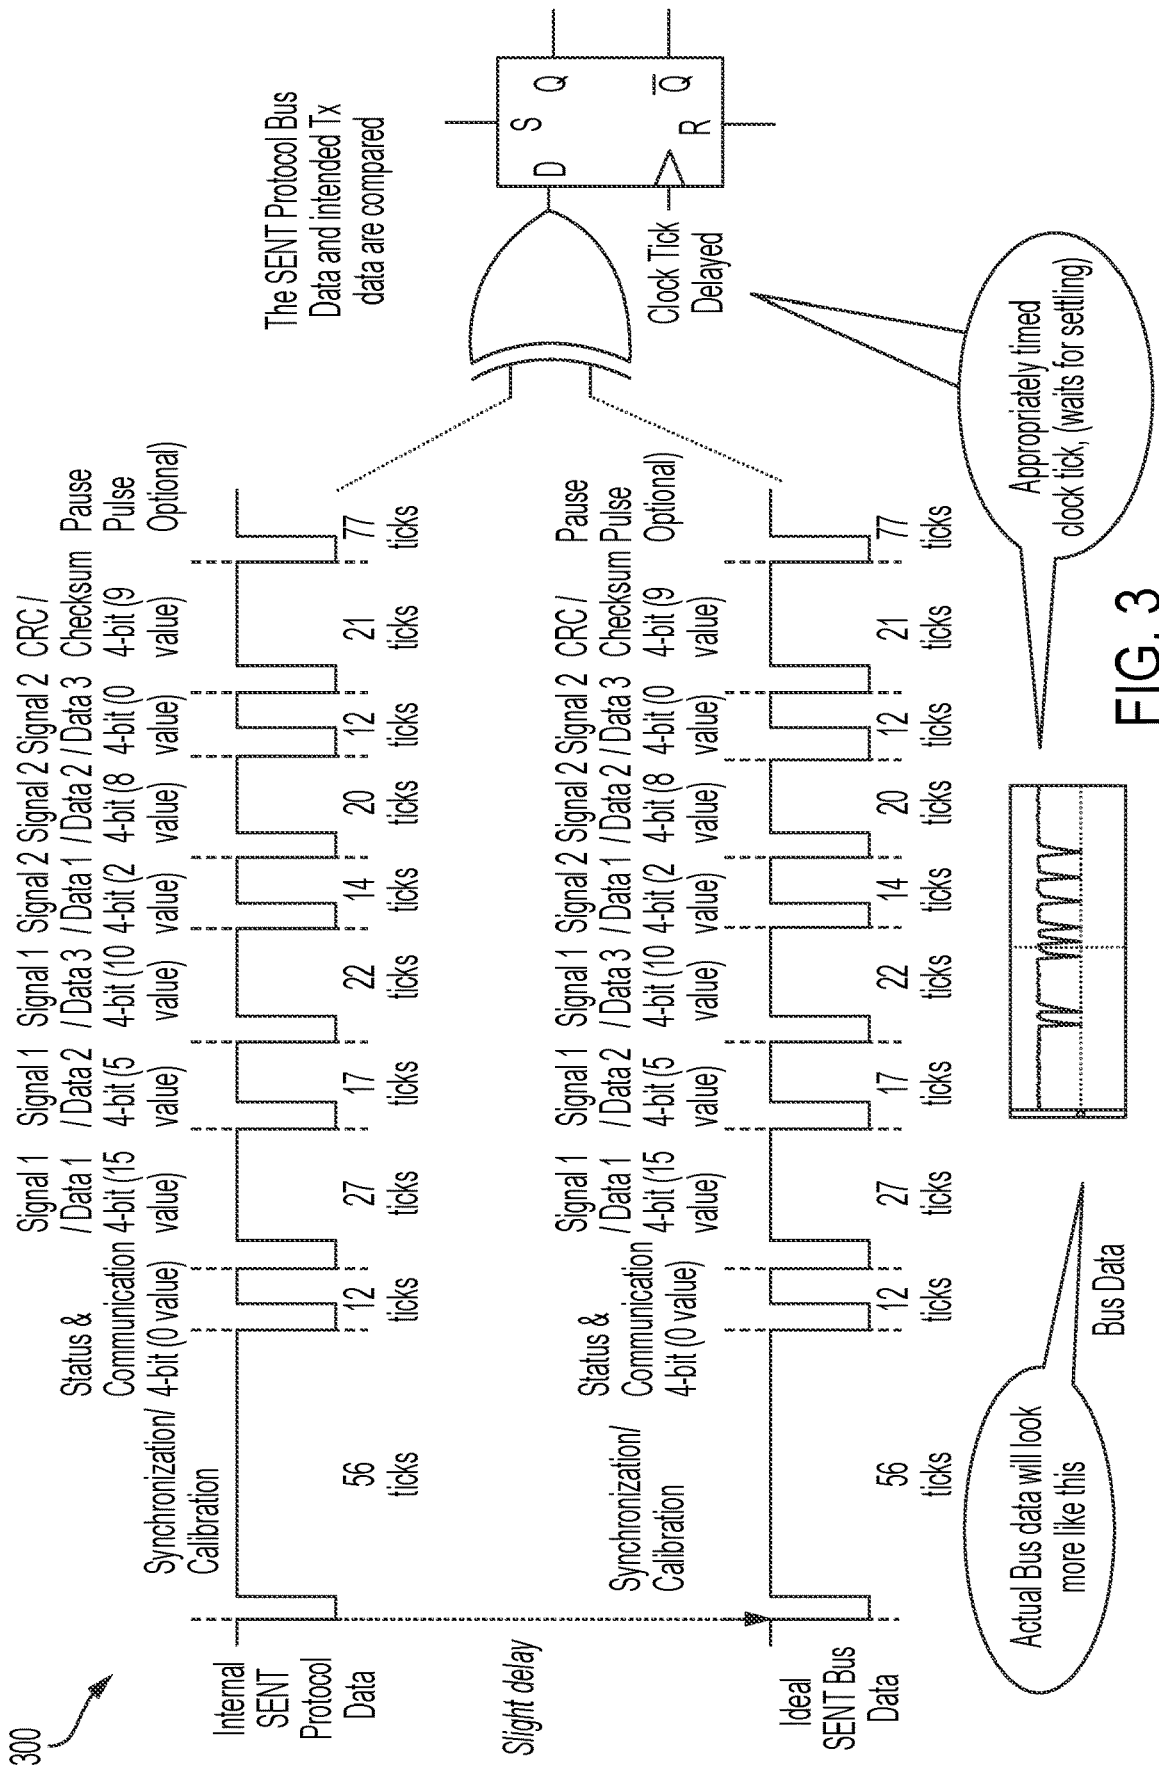 300
Internal
SENT
Protocol
Data
Synchronization/
Calibration
56
ticks
Status &
Communication
4-bit (0 value)
12
ticks
Signal 1
/ Data 1
4-bit (15
value)
27
ticks
Signal 1
/ Data 2
4-bit (5
value)
17
ticks
Signal 1
/ Data 3
4-bit (10
value)
22
ticks
Signal 2
/ Data 1
4-bit (2
value)
14
ticks
Signal 2
/ Data 2
4-bit (8
value)
20
ticks
Signal 2
/ Data 3
4-bit (0
value)
12
ticks
CRC /
Checksum
4-bit (9
value)
21
ticks
Pause
Pulse
Optional)
77
ticks
The SENT Protocol Bus
Data and intended Tx
data are compared
D
S
Q
R
Q̅
Clock Tick
Delayed
Slight delay
Ideal
SENT Bus
Data
Synchronization/
Calibration
56
ticks
Status &
Communication
4-bit (0 value)
12
ticks
Signal 1
/ Data 1
4-bit (15
value)
27
ticks
Signal 1
/ Data 2
4-bit (5
value)
17
ticks
Signal 1
/ Data 3
4-bit (10
value)
22
ticks
Signal 2
/ Data 1
4-bit (2
value)
14
ticks
Signal 2
/ Data 2
4-bit (8
value)
20
ticks
Signal 2
/ Data 3
4-bit (0
value)
12
ticks
CRC /
Checksum
4-bit (9
value)
21
ticks
Pause
Pulse
Optional)
77
ticks
Actual Bus data will look
more like this
Bus Data
Appropriately timed
clock tick, (waits for settling)
FIG. 3